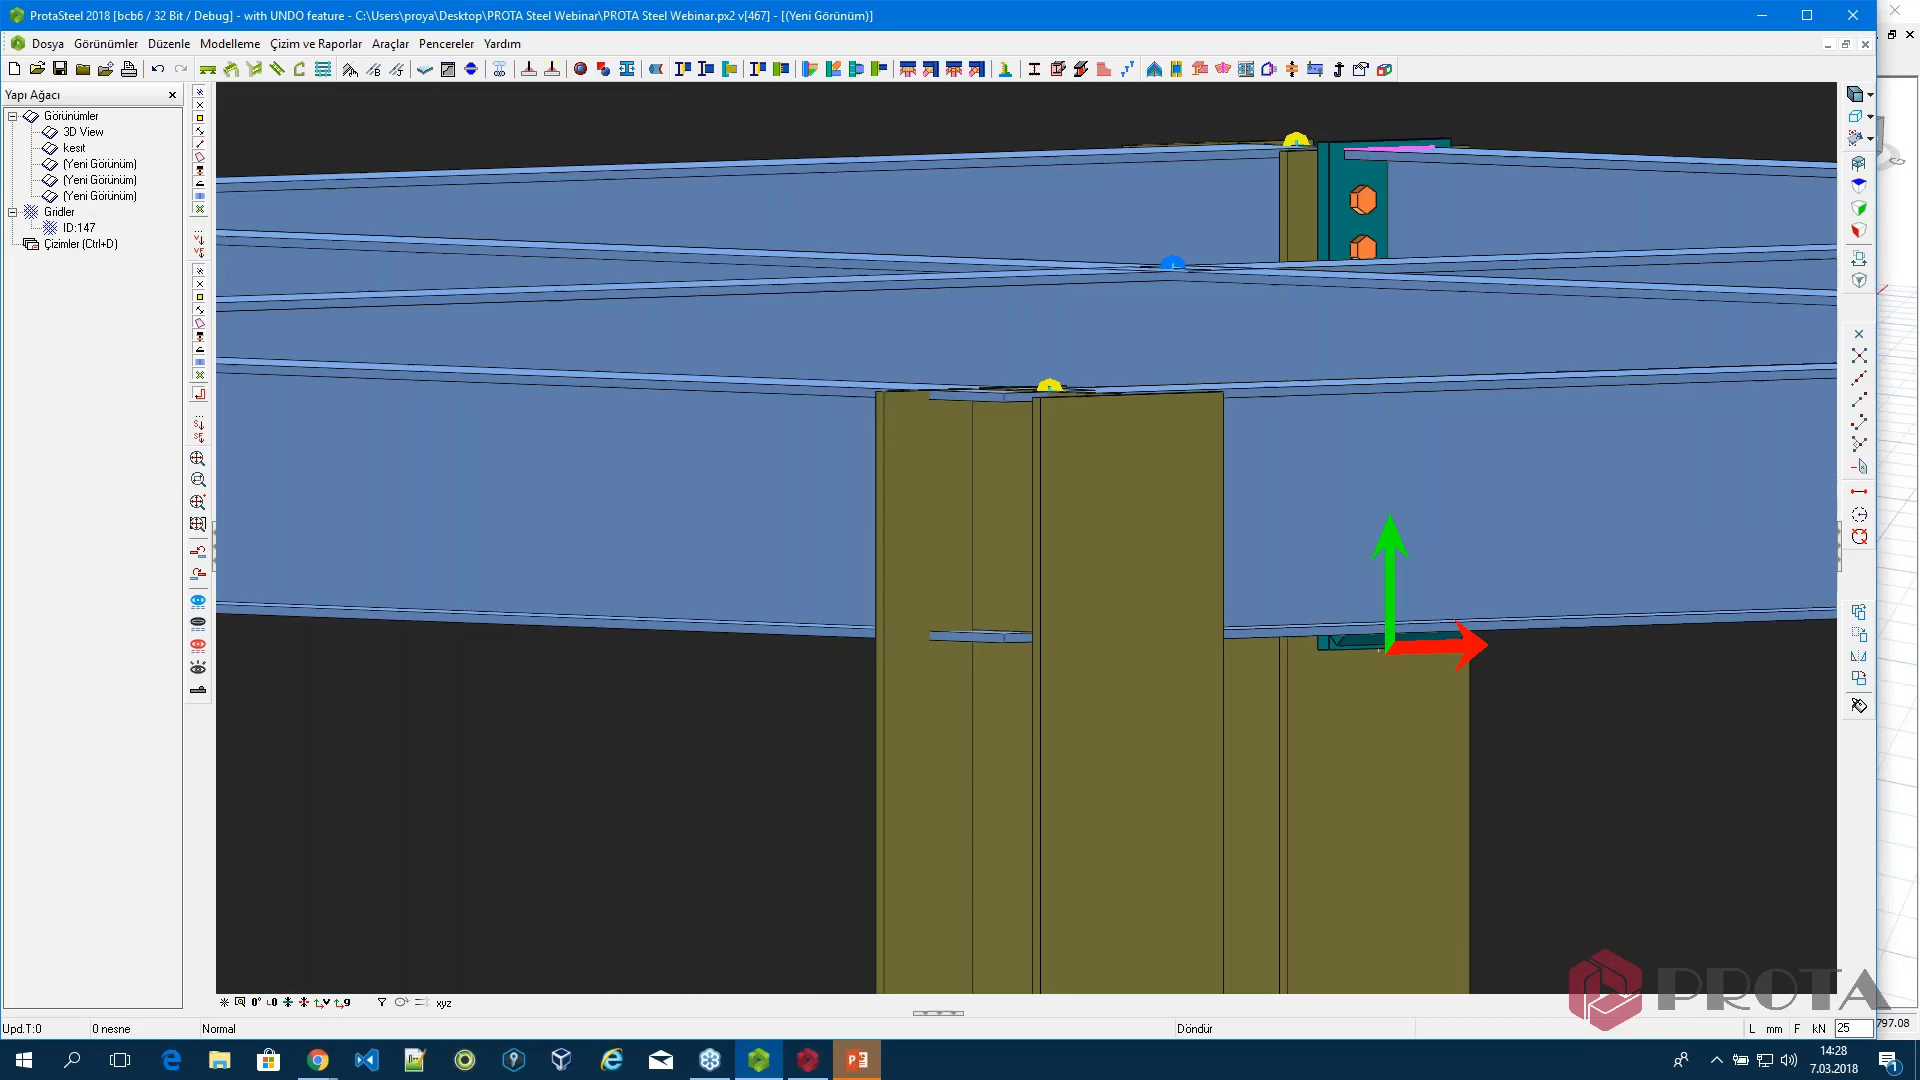 ProtaSteel 2018 [bcb6 / 32 Bit / Debug] - with UNDO feature - C:\Users\proya\Desktop\PROTA Steel Webinar\PROTA Steel Webinar.px2 v[467] - [(Yeni Görünüm)]
Dosya Görünümler Düzenle Modelleme Çizim ve Raporlar Araçlar Pencereler Yardım
Yapı Ağacı
Görünümler
3D View
kesit
(Yeni Görünüm)
(Yeni Görünüm)
(Yeni Görünüm)
Gridler
ID:147
Çizimler (Ctrl+D)
xyz
PROTA
Upd.T:0 0 nesne Normal Döndür L mm F kN 25 797.08
14:28
7.03.2018